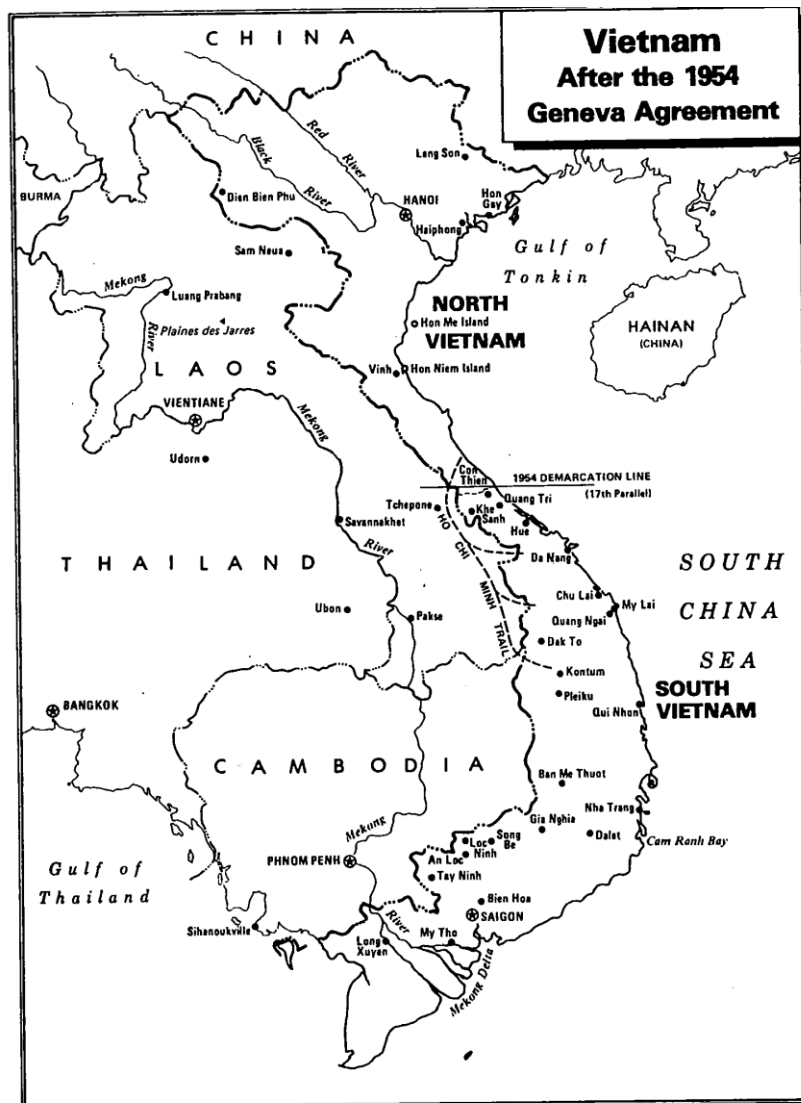 Vietnam
After the 1954
Geneva Agreement
C H I N A
Red
River
Black
River
Lang Son
BURMA
Dien Bien Phu
HANOI
Hon
Gay
Haiphong
Gulf of
Tonkin
Sam Neua
Mekong
River
Luang Prabang
Plaines des Jarres
NORTH
VIETNAM
Hon Me Island
HAINAN
(CHINA)
L A O S
Vinh
Hon Niem Island
VIENTIANE
Mekong
River
Udorn
Con
Thien
1954 DEMARCATION LINE
(17th Parallel)
Tchepone
Quang Tri
Khe
Sanh
Savannakhet
Hue
HO
CHI
MINH
TRAIL
Da Nang
T H A I L A N D
SOUTH
CHINA
SEA
Chu Lai
My Lai
Ubon
Pakse
Quang Ngai
Dak To
Kontum
Pleiku
SOUTH
VIETNAM
BANGKOK
Qui Nhon
C A M B O D I A
Ban Me Thuot
Mekong
Nha Trang
Gia Nghia
Song
Be
Loc
Ninh
Dalat
Cam Ranh Bay
PHNOM PENH
An Loc
Gulf of
Thailand
Tay Ninh
Bien Hoa
River
SAIGON
Sihanoukville
My Tho
Long
Xuyen
Mekong Delta